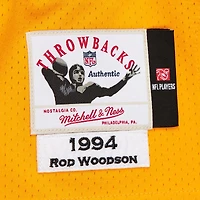 THROWBACKS
NFL
Authentic
NOSTALGIA CO.
Mitchell & Ness
PHILADELPHIA, PA.
NFL PLAYERS
1994
ROD WOODSON